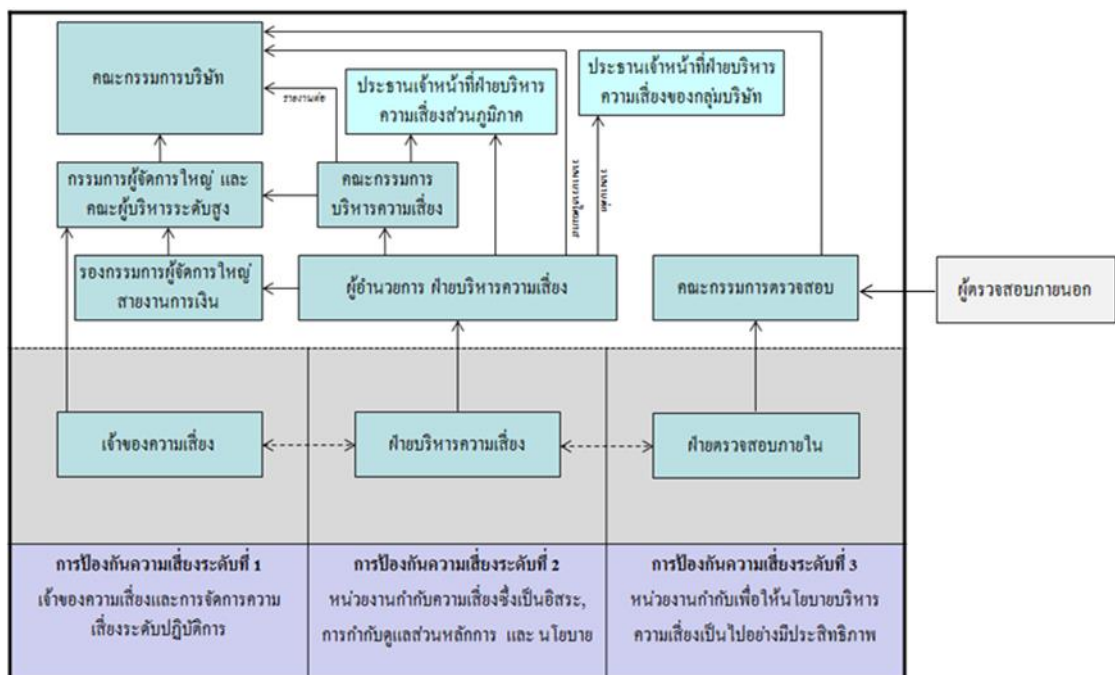 คณะกรรมการบริษัท
รายงานต่อ
ประธานเจ้าหน้าที่ฝ่ายบริหาร
ความเสี่ยงส่วนภูมิภาค
ประธานเจ้าหน้าที่ฝ่ายบริหาร
ความเสี่ยงของกลุ่มบริษัท
กรรมการผู้จัดการใหญ่ และ
คณะผู้บริหารระดับสูง
คณะกรรมการ
บริหารความเสี่ยง
รายงานต่อ
รองกรรมการผู้จัดการใหญ่
สายงานการเงิน
ผู้อำนวยการ ฝ่ายบริหารความเสี่ยง
คณะกรรมการตรวจสอบ
ผู้ตรวจสอบภายนอก
เจ้าของความเสี่ยง
ฝ่ายบริหารความเสี่ยง
ฝ่ายตรวจสอบภายใน
การป้องกันความเสี่ยงระดับที่ 1
เจ้าของความเสี่ยงและการจัดการความ
เสี่ยงระดับปฏิบัติการ
การป้องกันความเสี่ยงระดับที่ 2
หน่วยงานกำกับความเสี่ยงซึ่งเป็นอิสระ,
การกำกับดูแลส่วนหลักการ และ นโยบาย
การป้องกันความเสี่ยงระดับที่ 3
หน่วยงานกำกับเพื่อให้นโยบายบริหาร
ความเสี่ยงเป็นไปอย่างมีประสิทธิภาพ